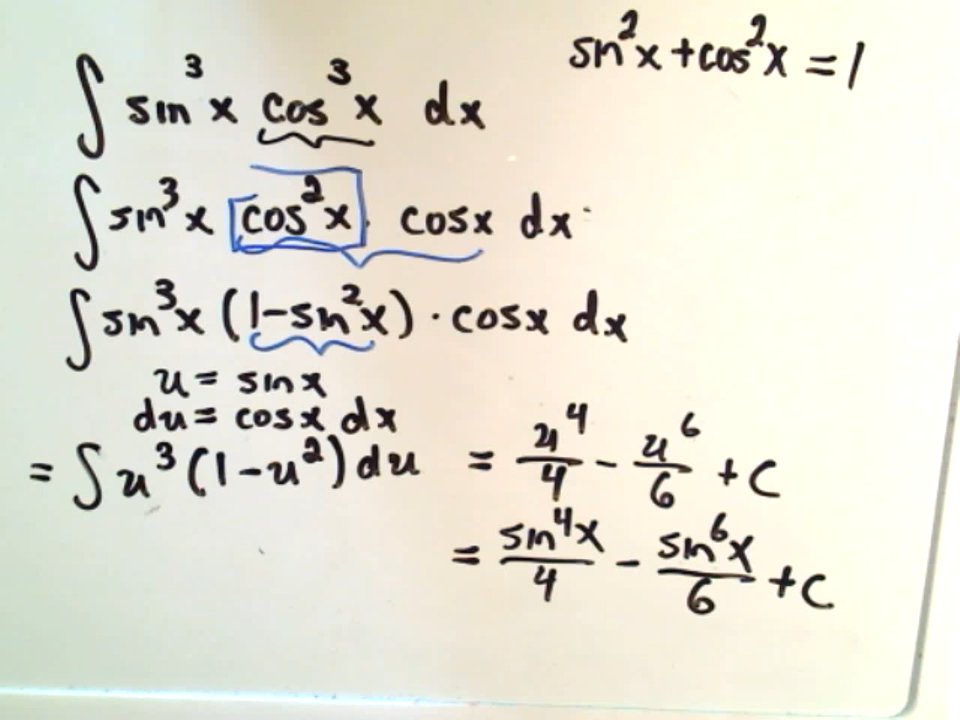 sin²x + cos²x = 1
∫ sin³x cos³x dx
∫ sin³x cos²x · cosx dx
∫ sin³x (1 - sin²x) · cosx dx
u = sinx
du = cosx dx
= ∫ u³ (1 - u²) du = u⁴/4 - u⁶/6 + C
= sin⁴x/4 - sin⁶x/6 + C